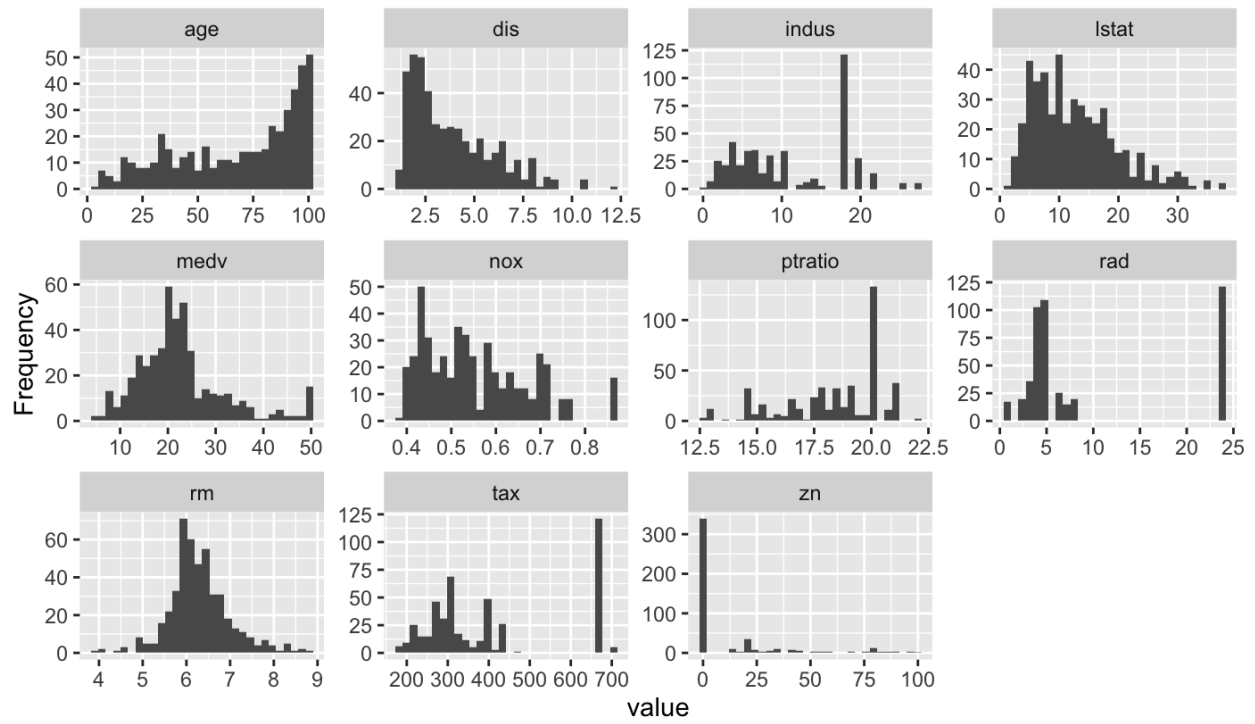 age dis indus lstat
50 40 30 20 10 0
40 20 0
125 100 75 50 25 0
40 30 20 10 0
0 25 50 75 100
2.5 5.0 7.5 10.0 12.5
0 10 20
0 10 20 30
medv nox ptratio rad
Frequency
60 40 20 0
50 40 30 20 10 0
100 50 0
125 100 75 50 25 0
10 20 30 40 50
0.4 0.5 0.6 0.7 0.8
12.5 15.0 17.5 20.0 22.5
0 5 10 15 20 25
rm tax zn
60 40 20 0
125 100 75 50 25 0
300 200 100 0
4 5 6 7 8 9
200 300 400 500 600 700
0 25 50 75 100
value